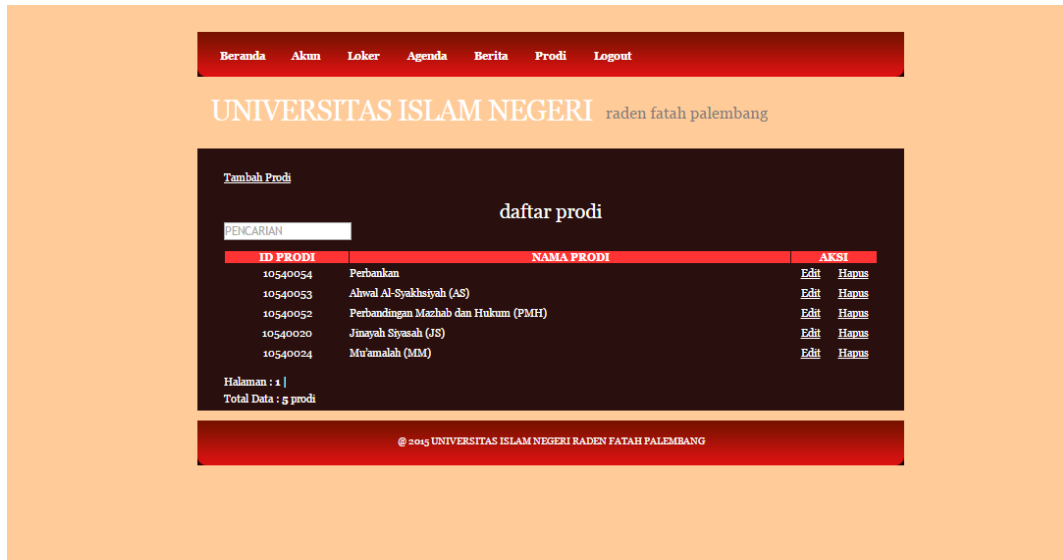 Beranda Akun Loker Agenda Berita Prodi Logout
UNIVERSITAS ISLAM NEGERI raden fatah palembang
Tambah Prodi
daftar prodi
PENCARIAN
ID PRODI NAMA PRODI AKSI
10540054 Perbankan Edit Hapus
10540053 Ahwal Al-Syakhsiyah (AS) Edit Hapus
10540052 Perbandingan Mazhab dan Hukum (PMH) Edit Hapus
10540020 Jinayah Siyasah (JS) Edit Hapus
10540024 Mu'amalah (MM) Edit Hapus
Halaman : 1 |
Total Data : 5 prodi
@ 2015 UNIVERSITAS ISLAM NEGERI RADEN FATAH PALEMBANG